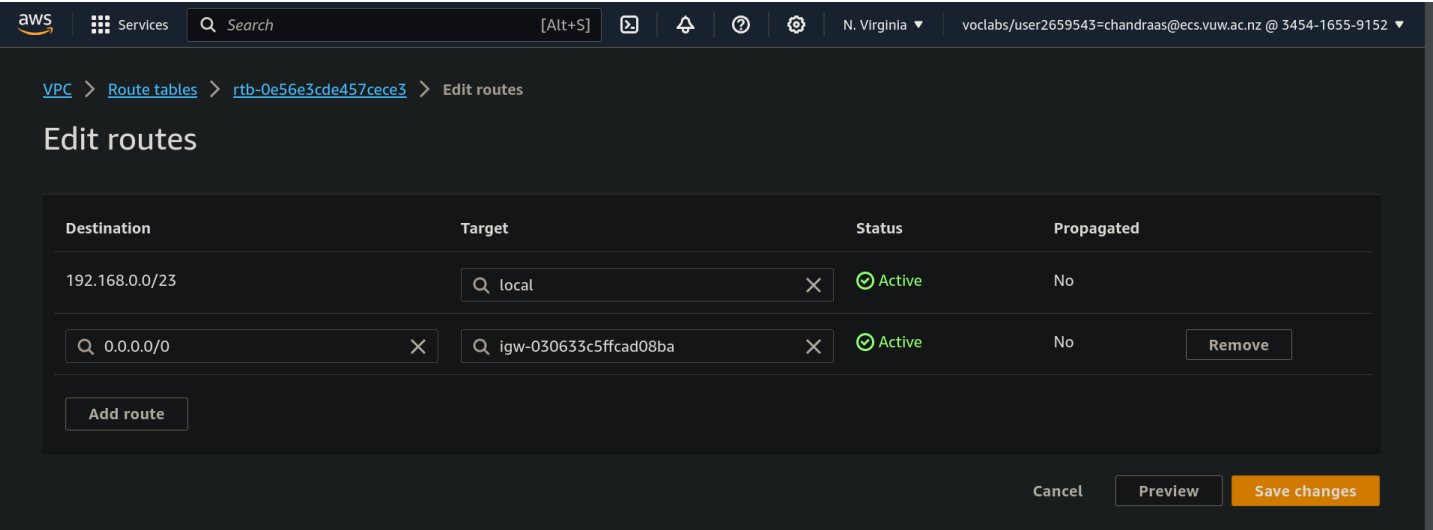 aws Services Search [Alt+S] N. Virginia ▼ voclabs/user2659543=chandraas@ecs.vuw.ac.nz @ 3454-1655-9152 ▼
VPC > Route tables > rtb-0e56e3cde457cece3 > Edit routes
Edit routes
Destination Target Status Propagated
192.168.0.0/23 local Active No
0.0.0.0/0 igw-030633c5ffcad08ba Active No Remove
Add route
Cancel Preview Save changes